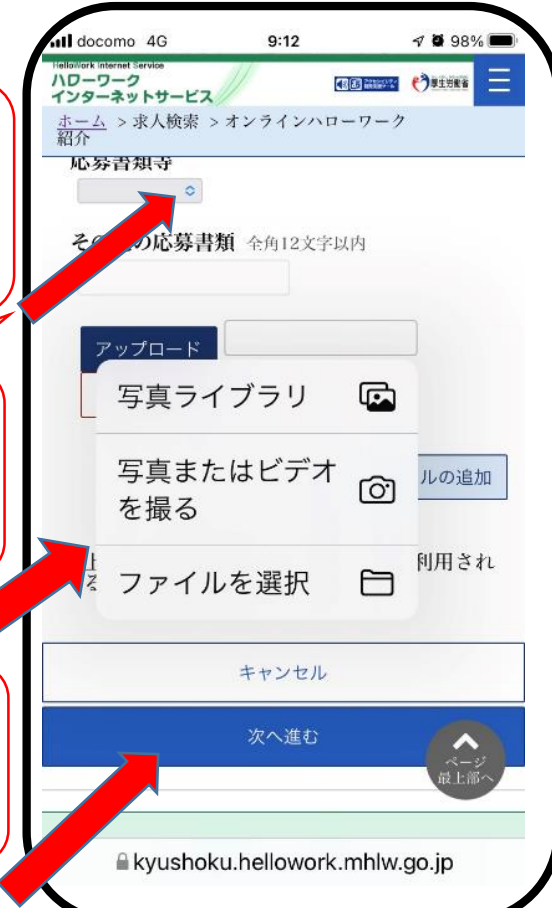 docomo 4G 9:12 98%
HelloWork Internet Service
ハローワーク
インターネットサービス
厚生労働省
ホーム > 求人検索 > オンラインハローワーク
紹介
応募書類等
その他の応募書類 全角12文字以内
アップロード
写真ライブラリ
写真またはビデオ
を撮る
ルの追加
ファイルを選択
利用され
る
キャンセル
次へ進む
ページ
最上部へ
kyushoku.hellowork.mhlw.go.jp